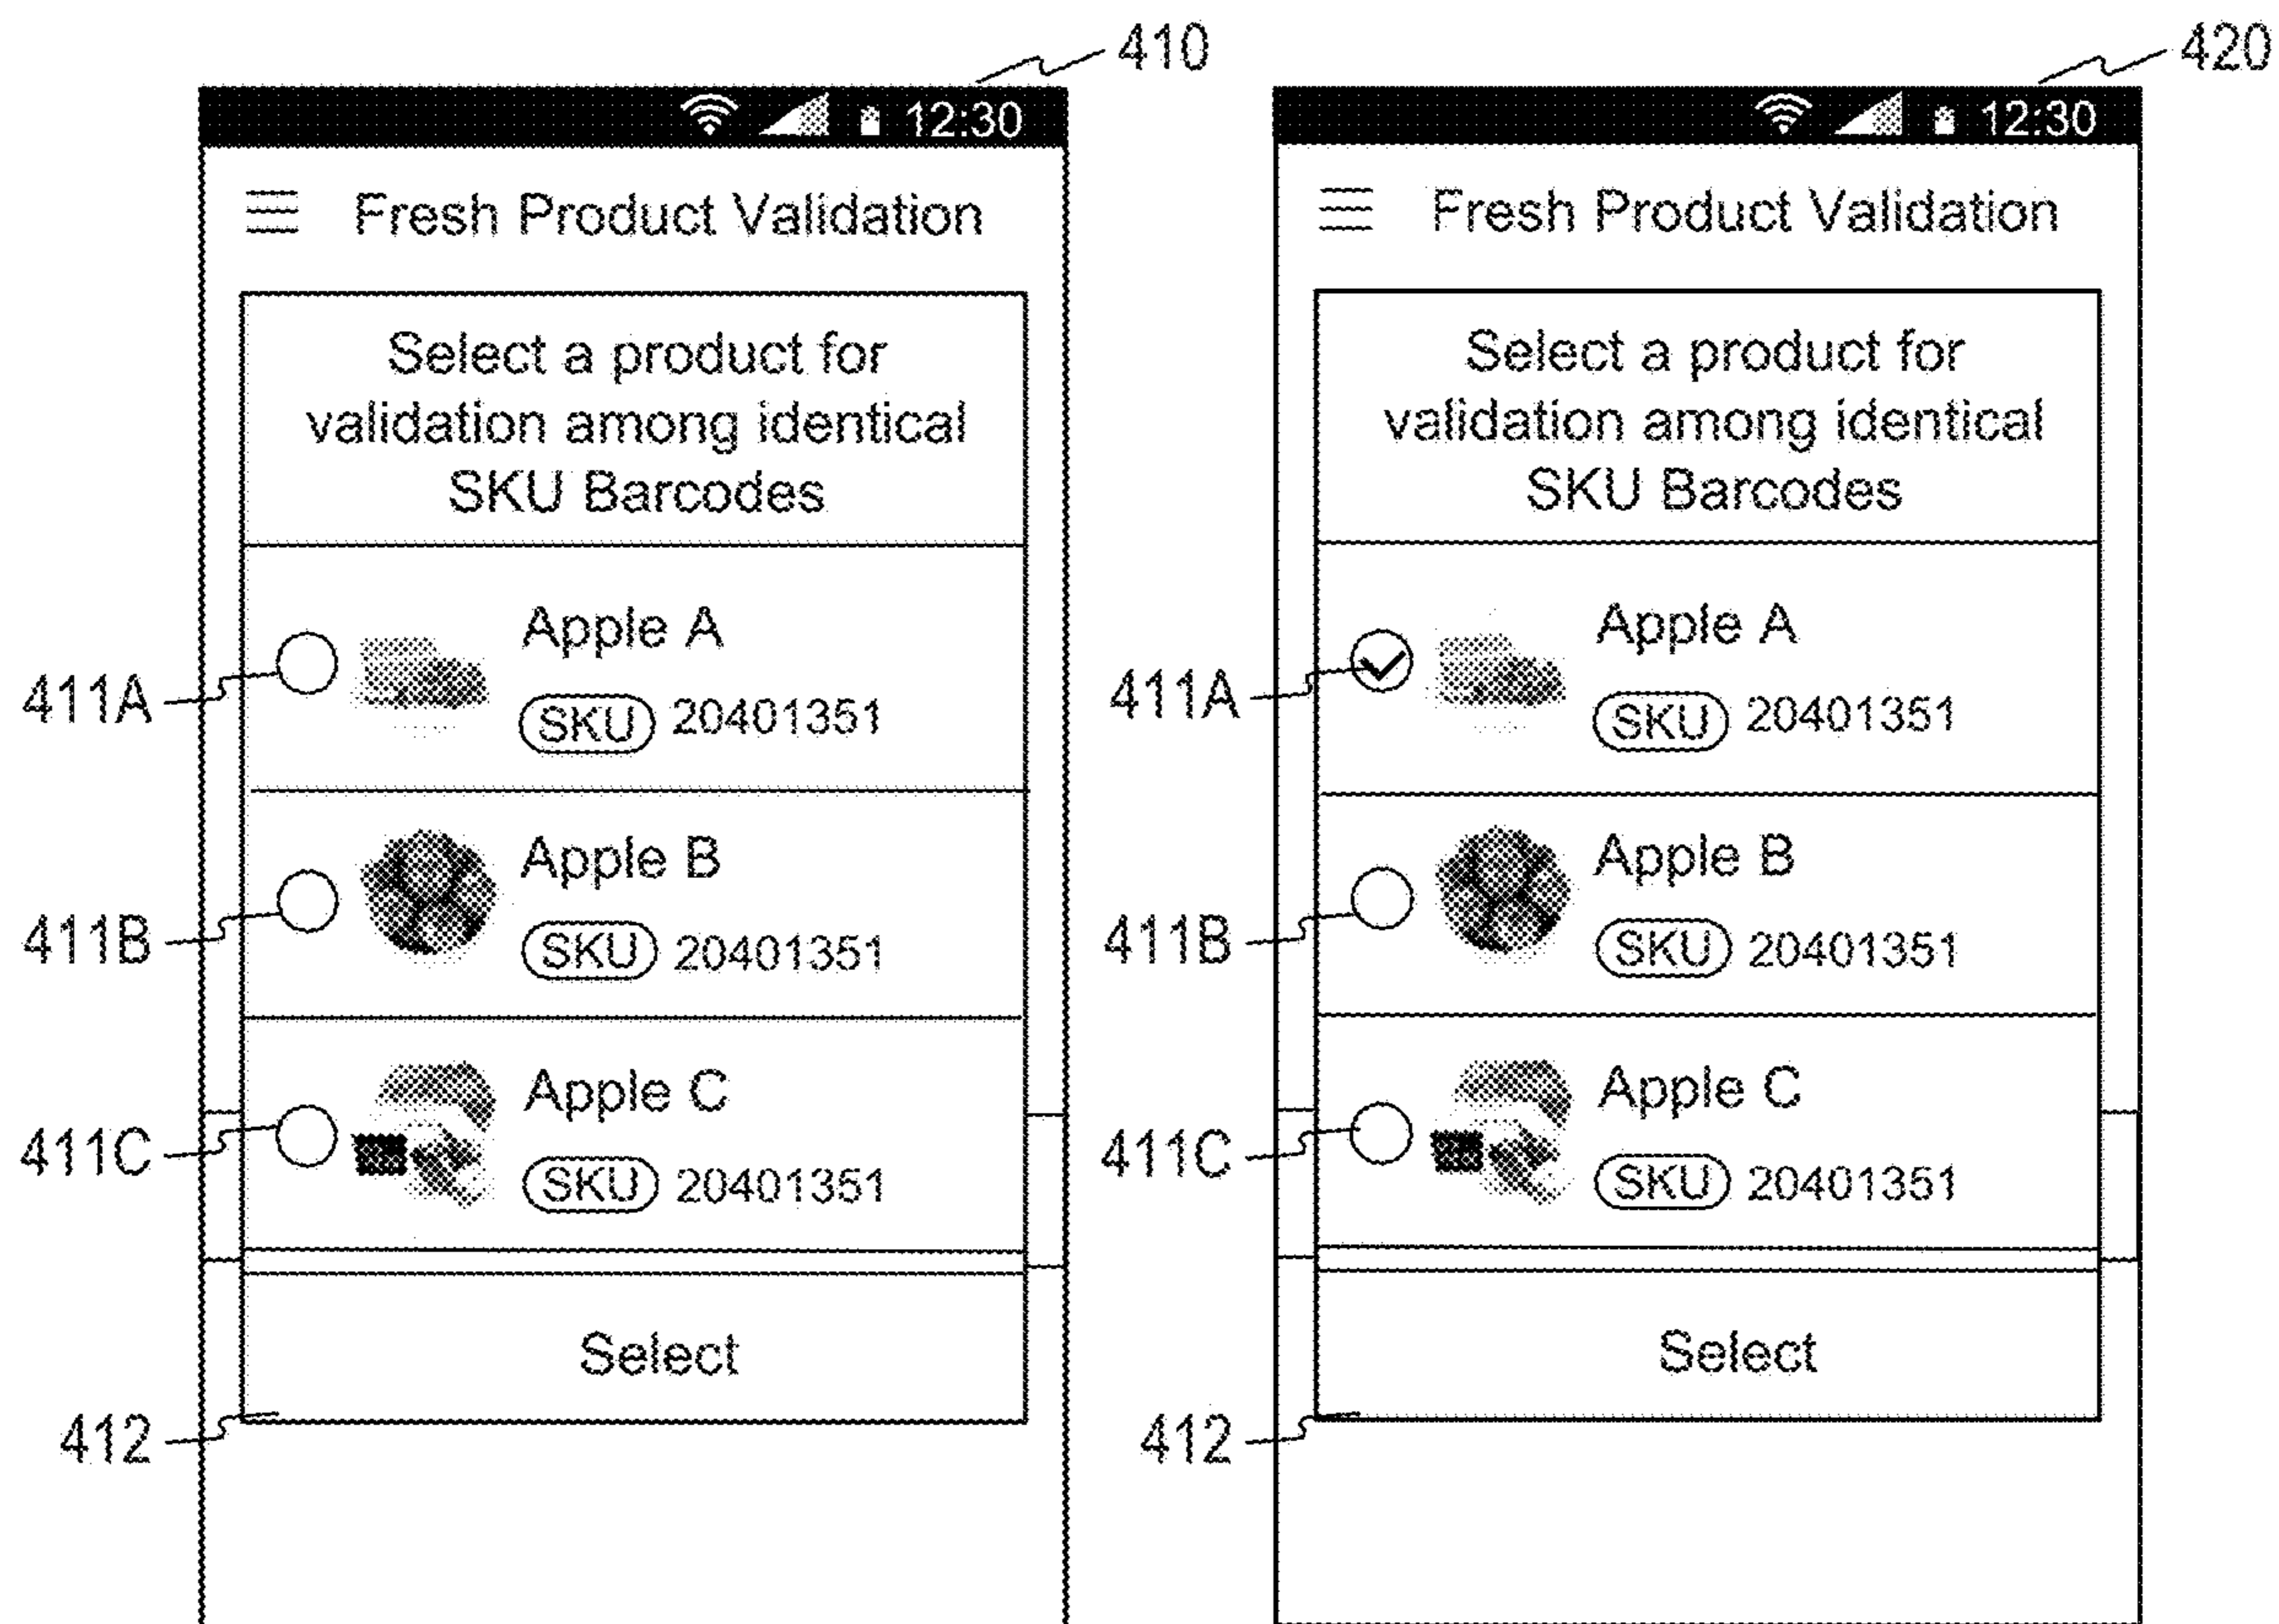 410
12:30
Fresh Product Validation
Select a product for
validation among identical
SKU Barcodes
411A
Apple A
SKU 20401351
411B
Apple B
SKU 20401351
411C
Apple C
SKU 20401351
Select
412
420
12:30
Fresh Product Validation
Select a product for
validation among identical
SKU Barcodes
411A
Apple A
SKU 20401351
411B
Apple B
SKU 20401351
411C
Apple C
SKU 20401351
Select
412